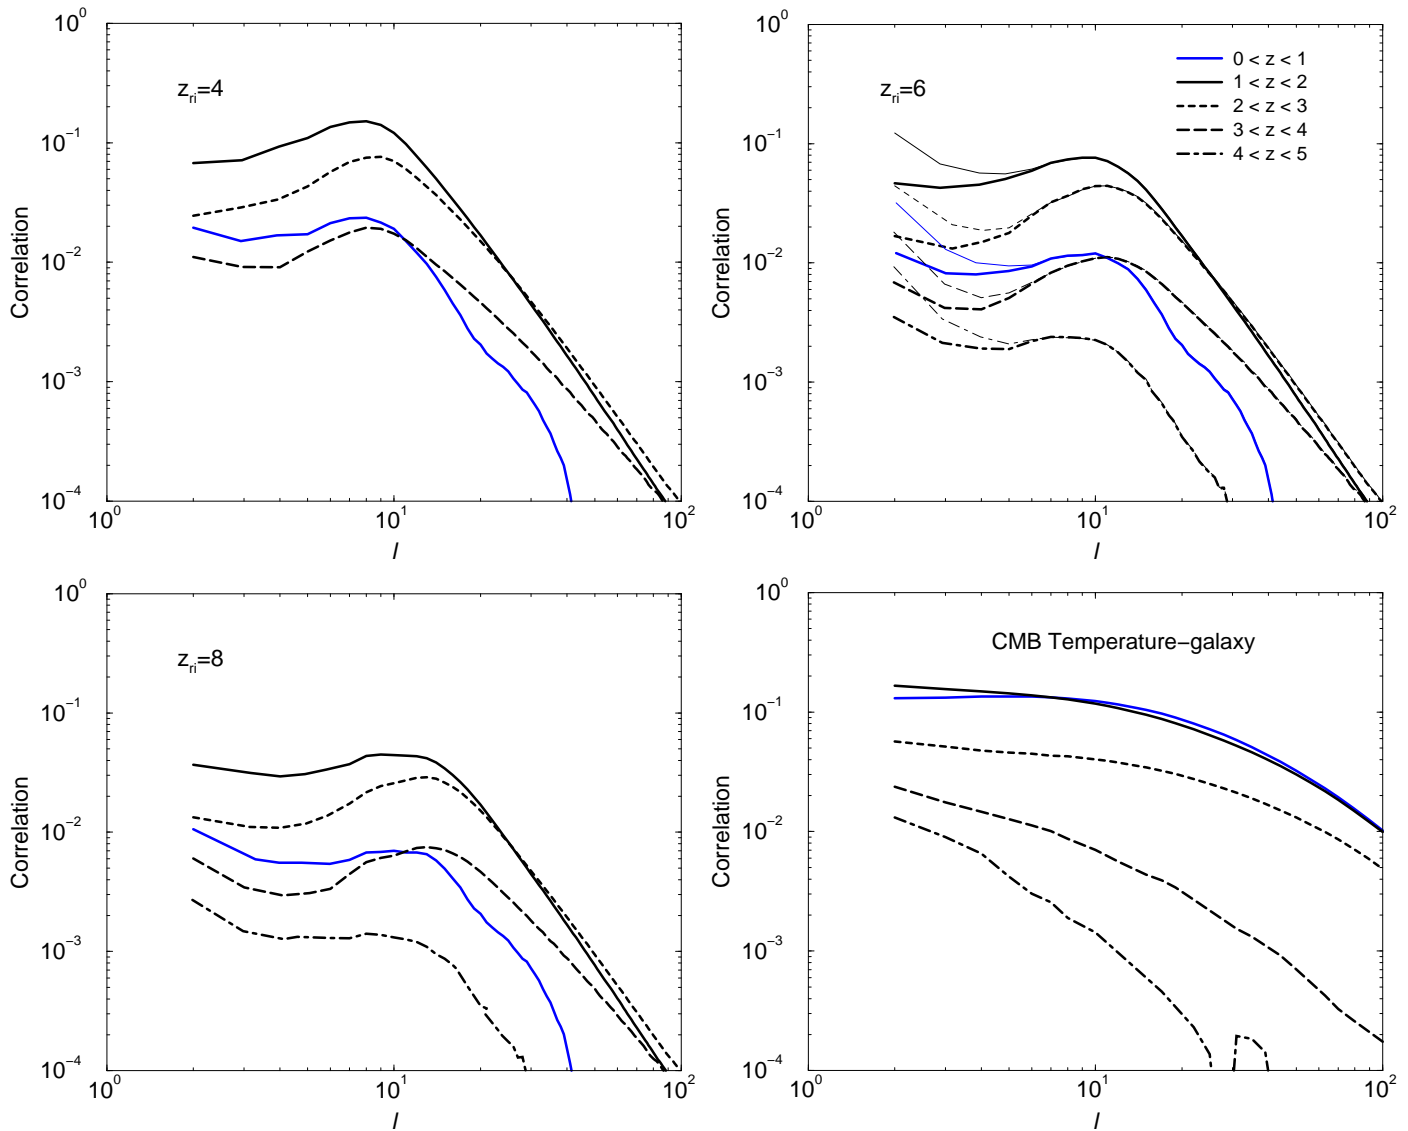 10^0
10^-1
10^-2
10^-3
10^-4
10^0
10^1
10^2
Correlation
l
z_ri=4
10^0
10^-1
10^-2
10^-3
10^-4
10^0
10^1
10^2
Correlation
l
z_ri=6
0 < z < 1
1 < z < 2
2 < z < 3
3 < z < 4
4 < z < 5
10^0
10^-1
10^-2
10^-3
10^-4
10^0
10^1
10^2
Correlation
l
z_ri=8
10^0
10^-1
10^-2
10^-3
10^-4
10^0
10^1
10^2
Correlation
l
CMB Temperature−galaxy